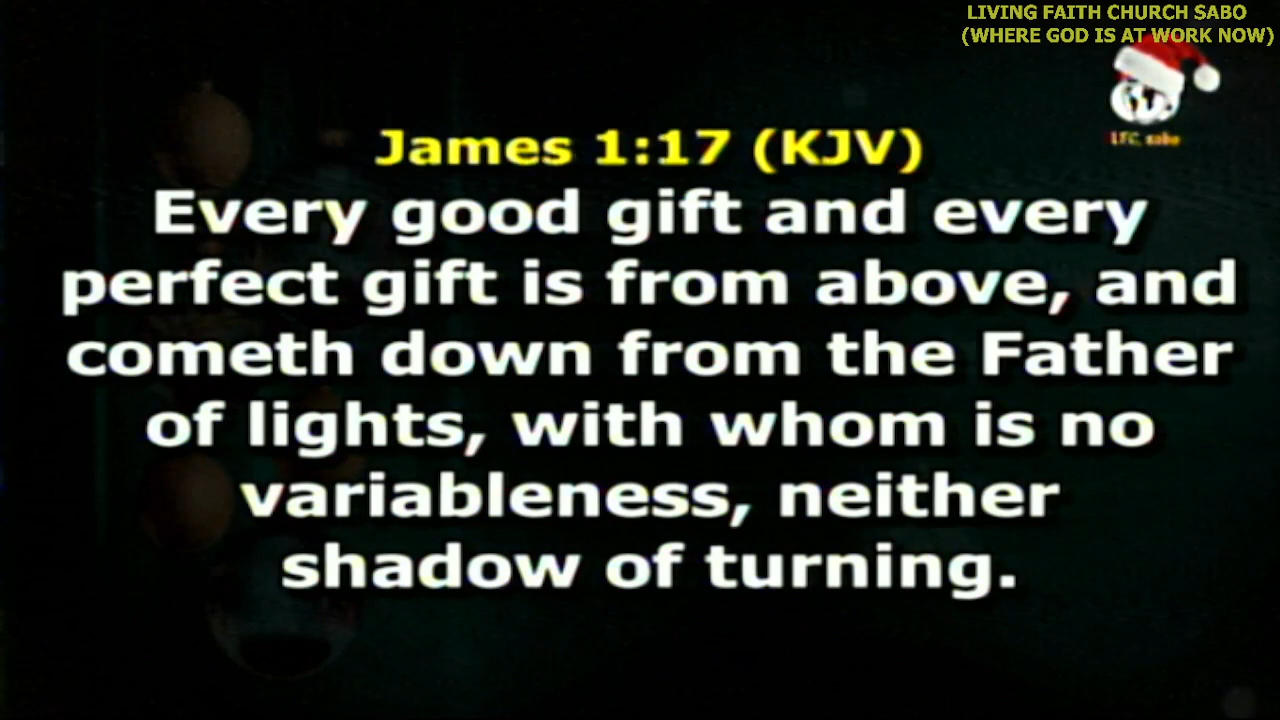 LIVING FAITH CHURCH SABO
(WHERE GOD IS AT WORK NOW)
LFC, sabo
James 1:17 (KJV)
Every good gift and every
perfect gift is from above, and
cometh down from the Father
of lights, with whom is no
variableness, neither
shadow of turning.